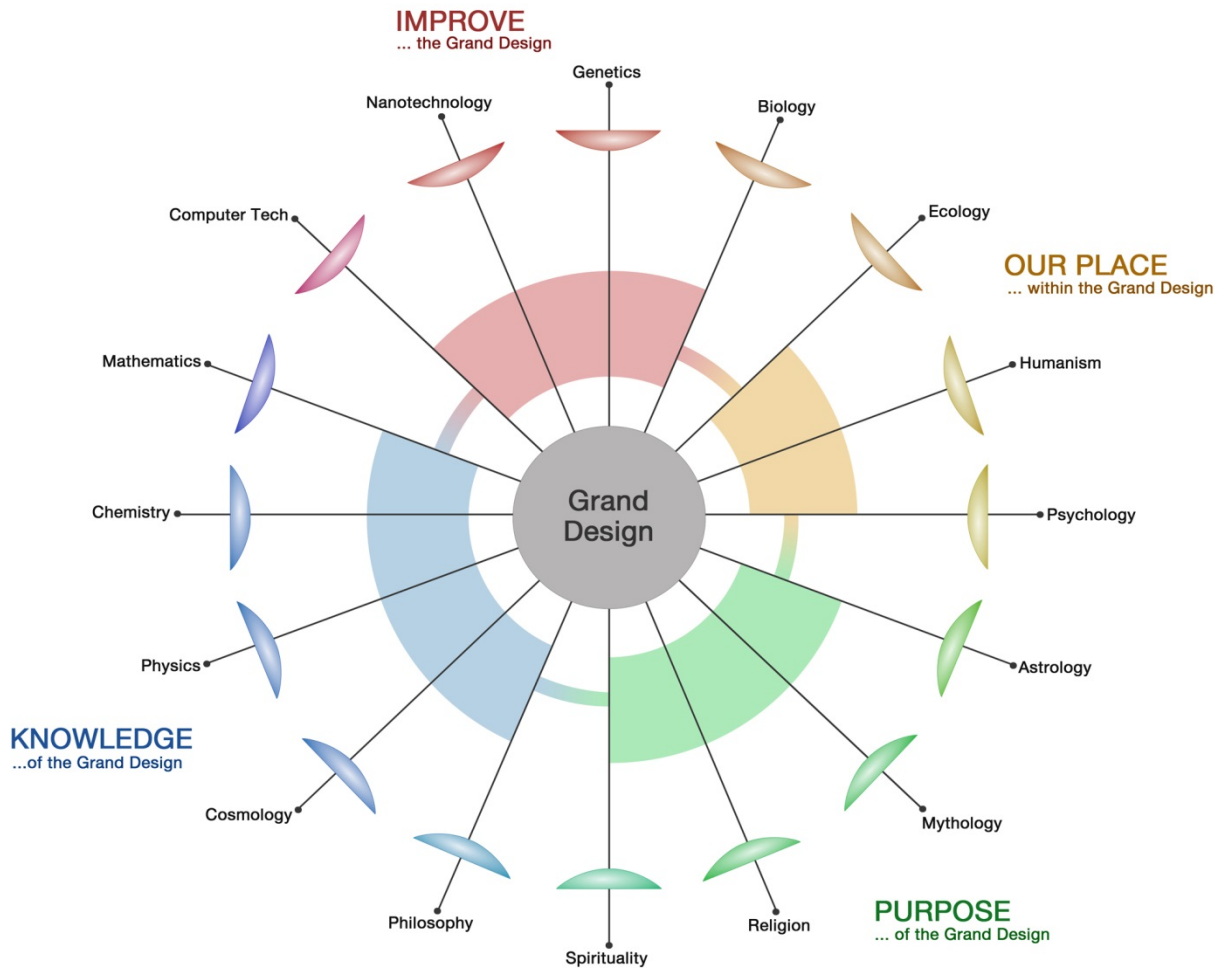 IMPROVE
... the Grand Design
Genetics
Nanotechnology
Biology
Computer Tech
Ecology
OUR PLACE
... within the Grand Design
Mathematics
Humanism
Grand
Design
Chemistry
Psychology
Physics
Astrology
KNOWLEDGE
...of the Grand Design
Cosmology
Mythology
Philosophy
Religion
PURPOSE
... of the Grand Design
Spirituality